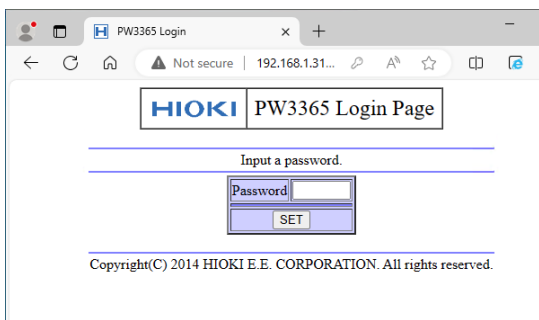 PW3365 Login
Not secure 192.168.1.31...
HIOKI PW3365 Login Page
Input a password.
Password
SET
Copyright(C) 2014 HIOKI E.E. CORPORATION. All rights reserved.